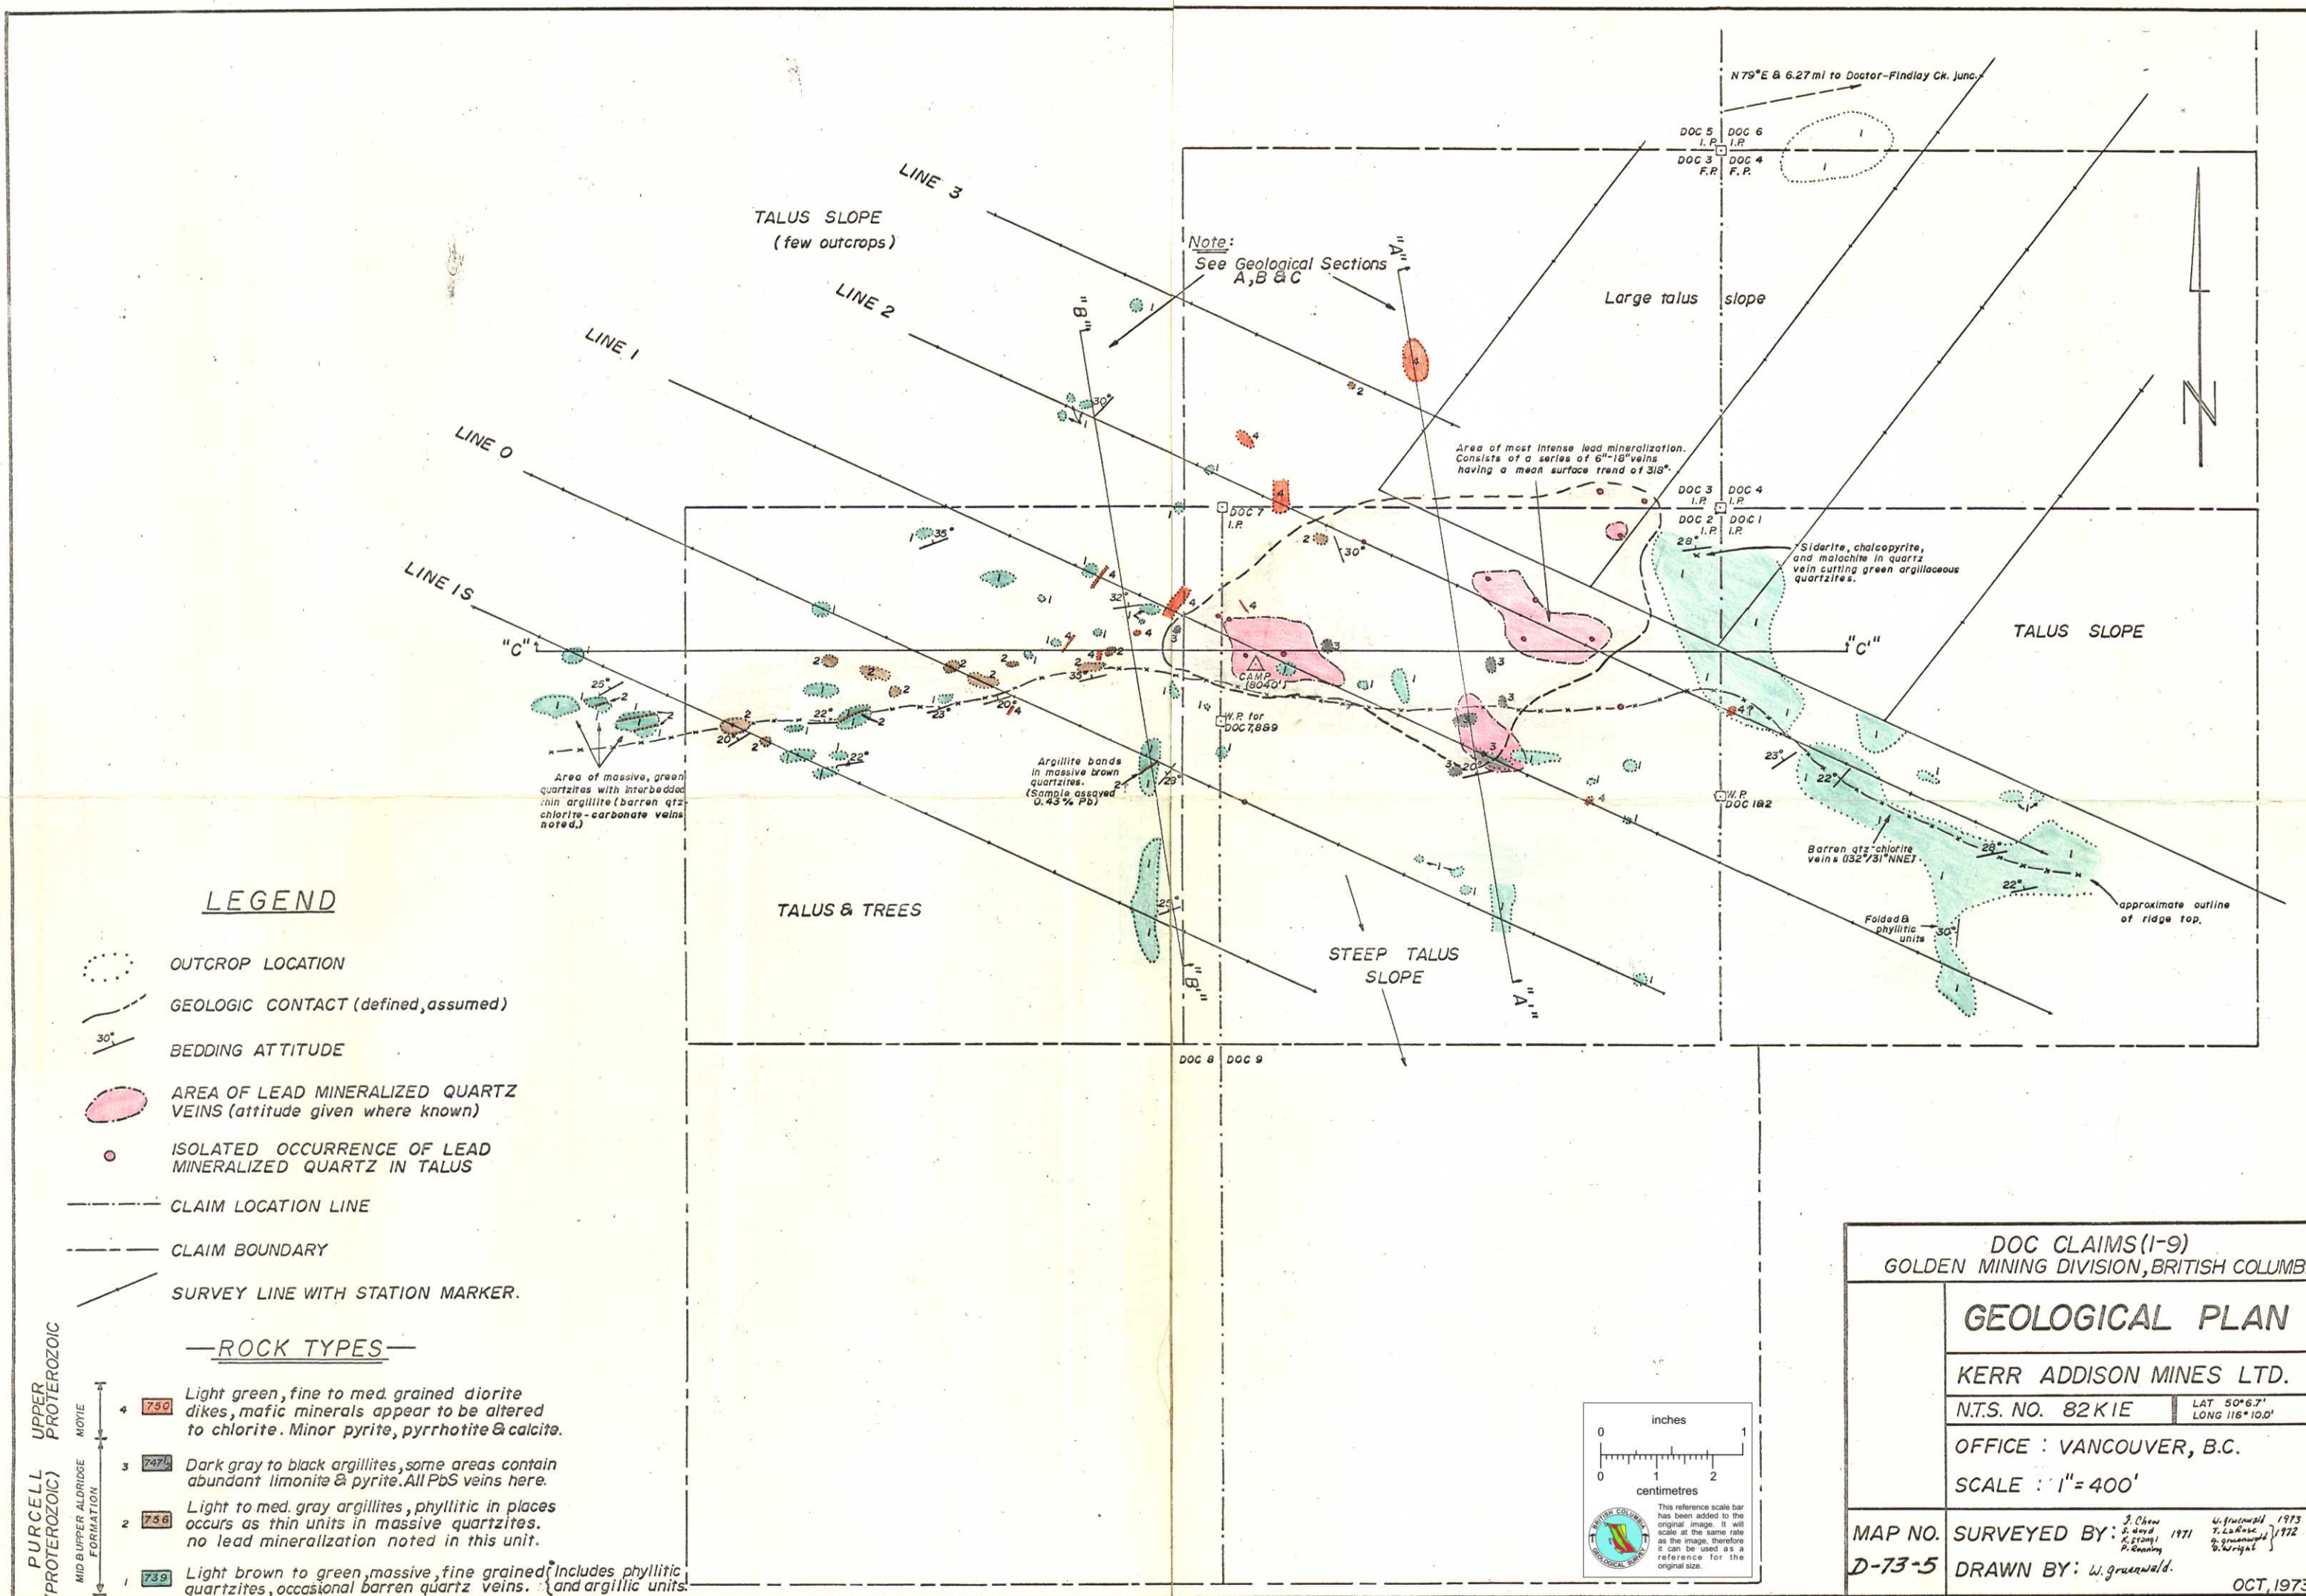 N79°E & 6.27 mi to Doctor-Findlay Ck. junc.
DOC 5 DOC 6
I.P. I.P.
DOC 3 DOC 4
F.P. F.P.
LINE 3
TALUS SLOPE
(few outcrops)
Note:
See Geological Sections
A, B & C
"A"
"B"
Large talus slope
LINE 2
LINE 1
LINE 0
LINE 1S
N
Area of most intense lead mineralization.
Consists of a series of 6"-18" veins
having a mean surface trend of 318°.
DOC 3 DOC 4
I.P. I.P.
DOC 2 DOC 1
I.P. I.P.
DOC 7
I.P.
Siderite, chalcopyrite,
and malachite in quartz
vein cutting green argillaceous
quartzites.
TALUS SLOPE
"C"
"C'"
CAMP
(8040')
W.P. for
DOC 7,8&9
W.P.
DOC 1&2
Argillite bands
in massive brown
quartzites.
(Sample assayed
0.43% Pb)
Area of massive, green
quartzites with interbedded
thin argillite (barren qtz-
chlorite-carbonate veins
noted.)
Barren qtz-chlorite
veins (132°/31°NNE)
Folded &
phyllitic
units
approximate outline
of ridge top.
TALUS & TREES
STEEP TALUS
SLOPE
"B'"
"A'"
DOC 8 DOC 9
LEGEND
OUTCROP LOCATION
GEOLOGIC CONTACT (defined, assumed)
30°
BEDDING ATTITUDE
AREA OF LEAD MINERALIZED QUARTZ
VEINS (attitude given where known)
ISOLATED OCCURRENCE OF LEAD
MINERALIZED QUARTZ IN TALUS
CLAIM LOCATION LINE
CLAIM BOUNDARY
SURVEY LINE WITH STATION MARKER.
—ROCK TYPES—
PURCELL
(PROTEROZOIC)
UPPER
PROTEROZOIC
MOYIE
MID & UPPER ALDRIDGE
FORMATION
4 750 Light green, fine to med. grained diorite
dikes, mafic minerals appear to be altered
to chlorite. Minor pyrite, pyrrhotite & calcite.
3 747½ Dark gray to black argillites, some areas contain
abundant limonite & pyrite. All PbS veins here.
2 756 Light to med. gray argillites, phyllitic in places
occurs as thin units in massive quartzites.
no lead mineralization noted in this unit.
1 739 Light brown to green, massive, fine grained {Includes phyllitic
quartzites, occasional barren quartz veins. {and argillic units.
inches
0 1
0 1 2
centimetres
BRITISH COLUMBIA
GEOLOGICAL SURVEY
This reference scale bar
has been added to the
original image. It will
scale at the same rate
as the image, therefore
it can be used as a
reference for the
original size.
DOC CLAIMS (1-9)
GOLDEN MINING DIVISION, BRITISH COLUMB
GEOLOGICAL PLAN
KERR ADDISON MINES LTD.
N.T.S. NO. 82K1E
LAT 50°6.7'
LONG 116°10.0'
OFFICE : VANCOUVER, B.C.
SCALE : 1"= 400'
MAP NO.
D-73-5
SURVEYED BY:
J. Chow
S. Boyd
1971
W. Gruenwald 1973
1972
D. Wright
DRAWN BY: W. Gruenwald.
OCT, 1973